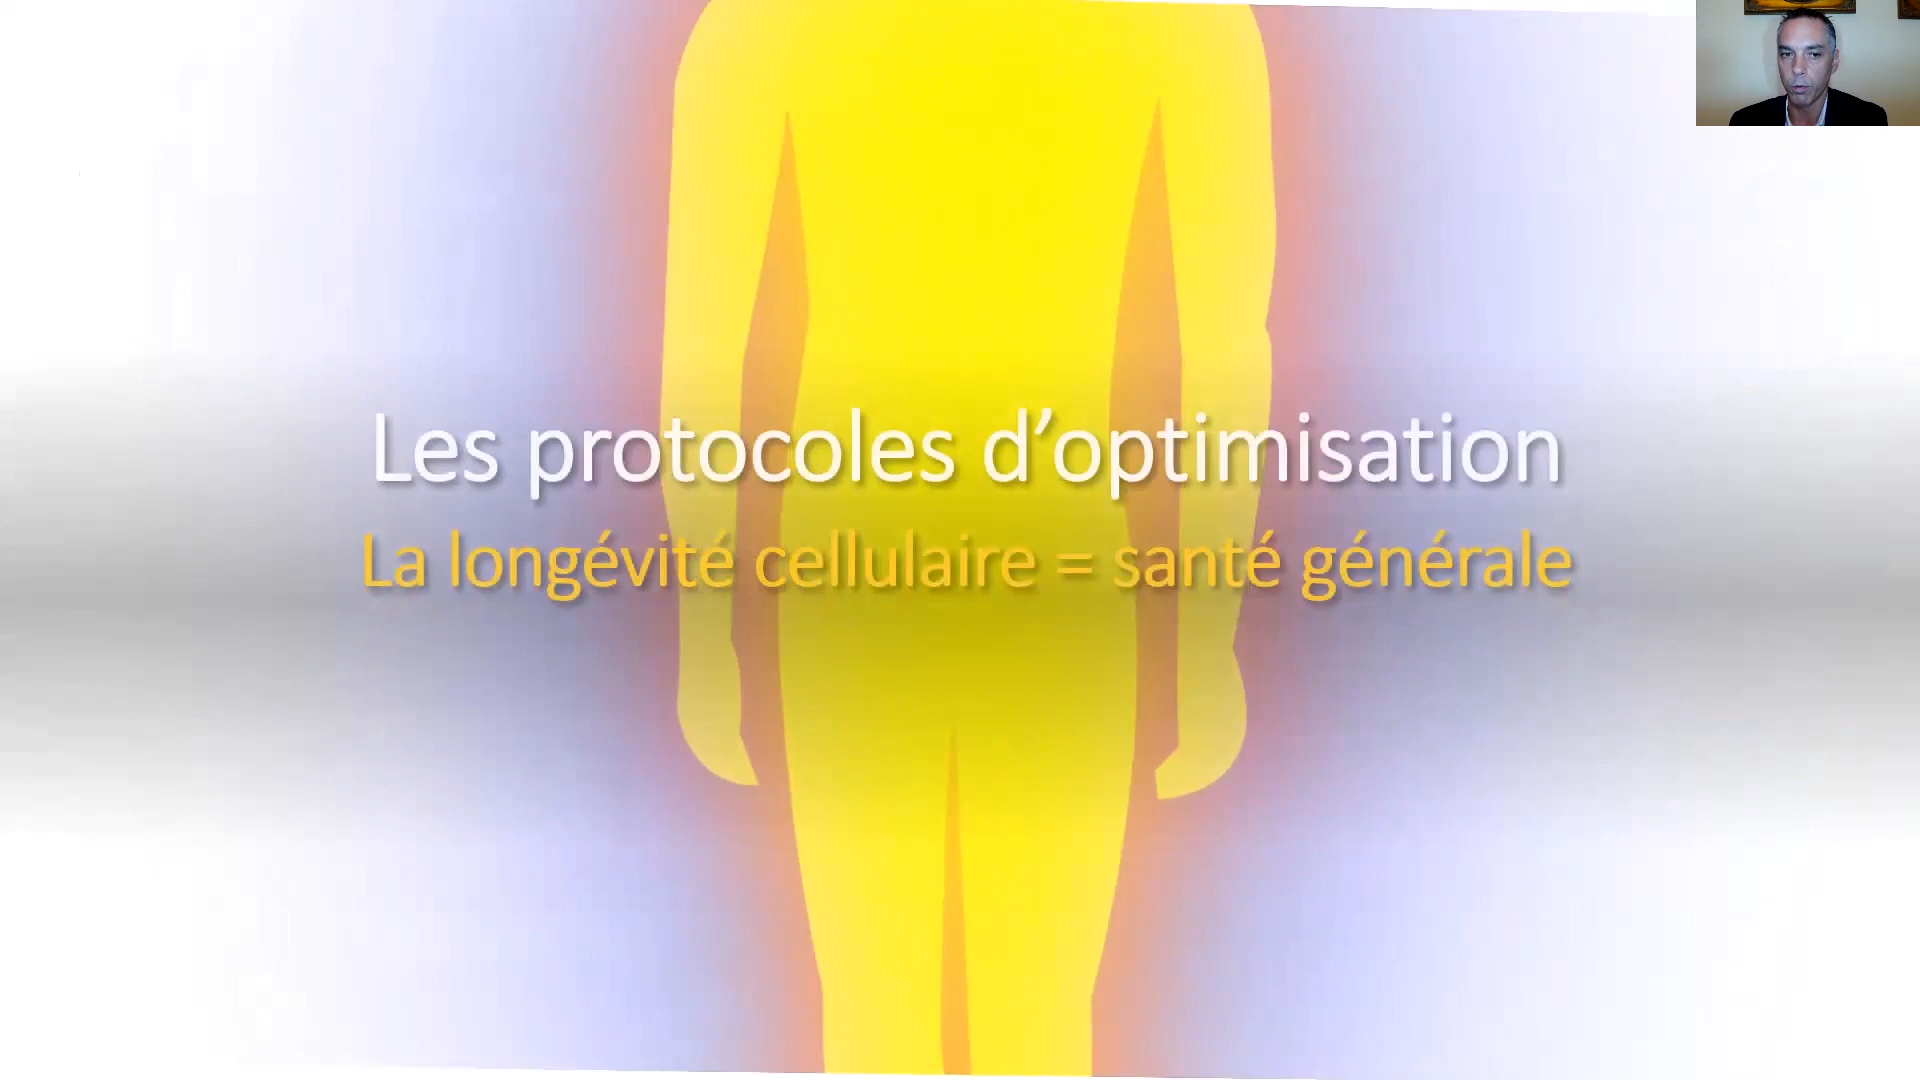 Les protocoles d’optimisation
La longévité cellulaire = santé générale